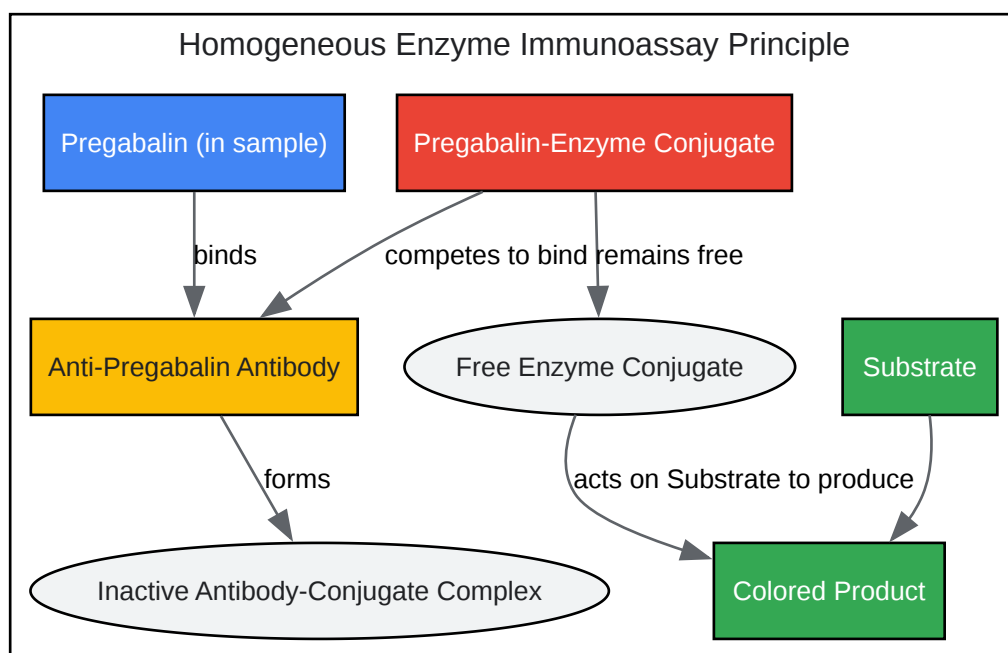 Homogeneous Enzyme Immunoassay Principle
Pregabalin (in sample)
Pregabalin-Enzyme Conjugate
binds
competes to bind
remains free
Anti-Pregabalin Antibody
Free Enzyme Conjugate
Substrate
forms
acts on Substrate to produce
Inactive Antibody-Conjugate Complex
Colored Product